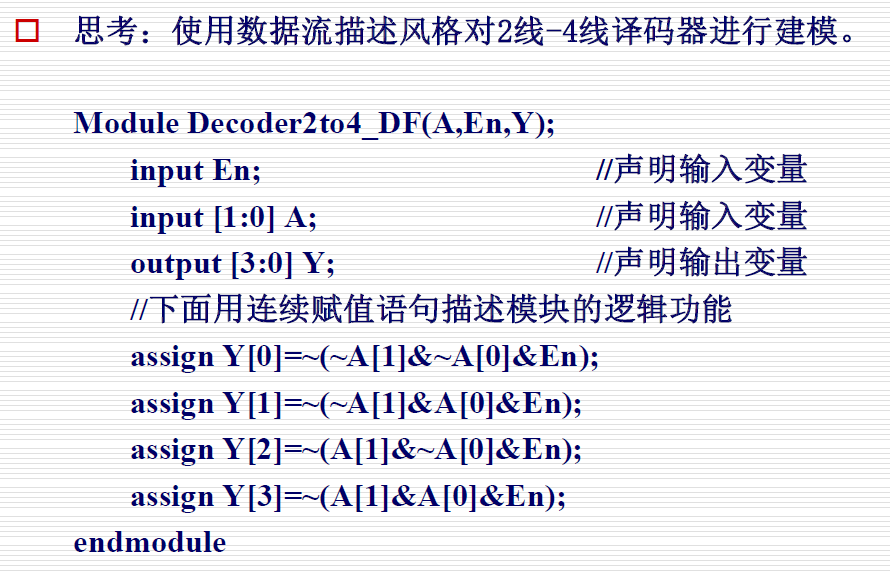 思考：使用数据流描述风格对2线-4线译码器进行建模。
Module Decoder2to4_DF(A,En,Y);
input En; //声明输入变量
input [1:0] A; //声明输入变量
output [3:0] Y; //声明输出变量
//下面用连续赋值语句描述模块的逻辑功能
assign Y[0]=~(~A[1]&~A[0]&En);
assign Y[1]=~(~A[1]&A[0]&En);
assign Y[2]=~(A[1]&~A[0]&En);
assign Y[3]=~(A[1]&A[0]&En);
endmodule